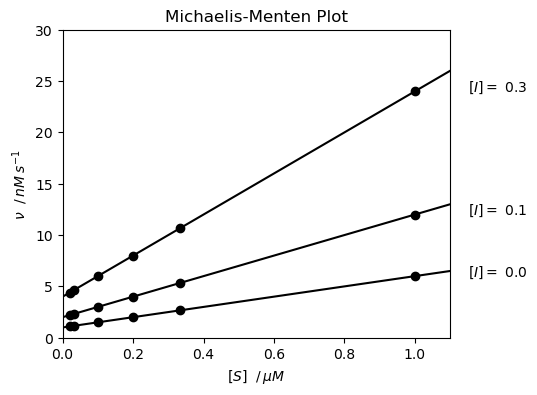 Michaelis-Menten Plot
30
25
20
15
10
5
0
ν / nM s⁻¹
[I] = 0.3
[I] = 0.1
[I] = 0.0
0.0 0.2 0.4 0.6 0.8 1.0
[S] / μM